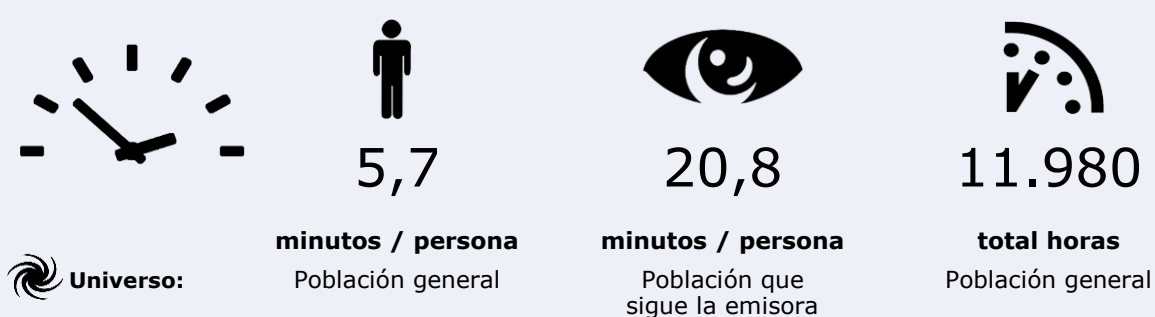 5,7
20,8
11.980
minutos / persona
minutos / persona
total horas
Universo:
Población general
Población que
sigue la emisora
Población general